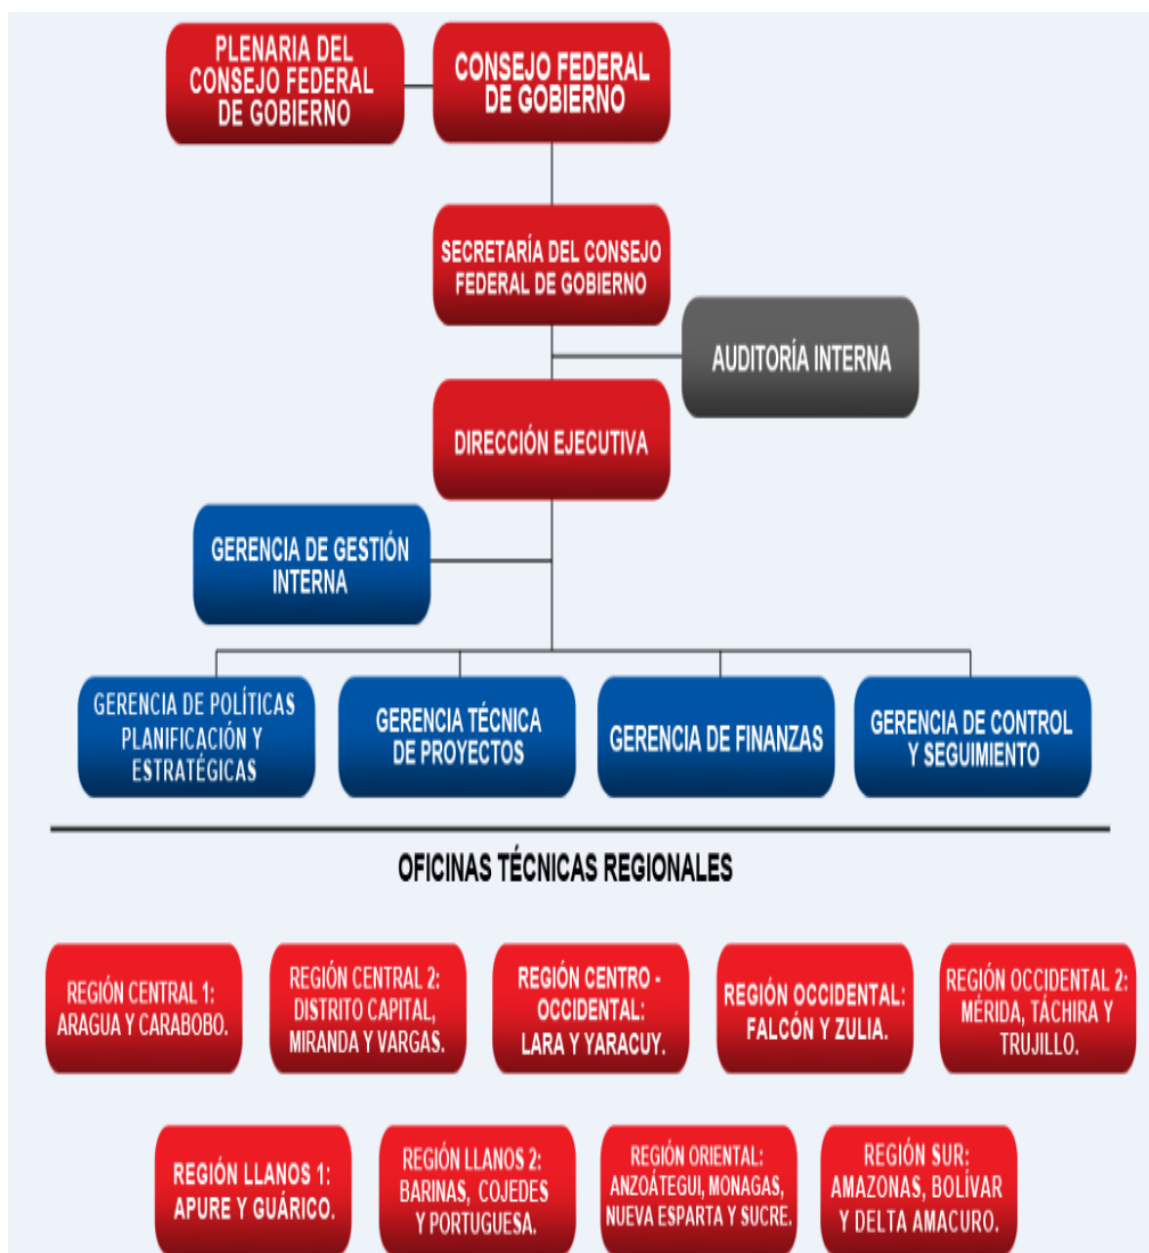 PLENARIA DEL
CONSEJO FEDERAL
DE GOBIERNO
CONSEJO FEDERAL
DE GOBIERNO
SECRETARÍA DEL CONSEJO
FEDERAL DE GOBIERNO
AUDITORÍA INTERNA
DIRECCIÓN EJECUTIVA
GERENCIA DE GESTIÓN
INTERNA
GERENCIA DE POLÍTICAS
PLANIFICACIÓN Y
ESTRATÉGICAS
GERENCIA TÉCNICA
DE PROYECTOS
GERENCIA DE FINANZAS
GERENCIA DE CONTROL
Y SEGUIMIENTO
OFICINAS TÉCNICAS REGIONALES
REGIÓN CENTRAL 1:
ARAGUA Y CARABOBO.
REGIÓN CENTRAL 2:
DISTRITO CAPITAL,
MIRANDA Y VARGAS.
REGIÓN CENTRO -
OCCIDENTAL:
LARA Y YARACUY.
REGIÓN OCCIDENTAL:
FALCÓN Y ZULIA.
REGIÓN OCCIDENTAL 2:
MÉRIDA, TÁCHIRA Y
TRUJILLO.
REGIÓN LLANOS 1:
APURE Y GUÁRICO.
REGIÓN LLANOS 2:
BARINAS, COJEDES
Y PORTUGUESA.
REGIÓN ORIENTAL:
ANZOÁTEGUI, MONAGAS,
NUEVA ESPARTA Y SUCRE.
REGIÓN SUR:
AMAZONAS, BOLÍVAR
Y DELTA AMACURO.